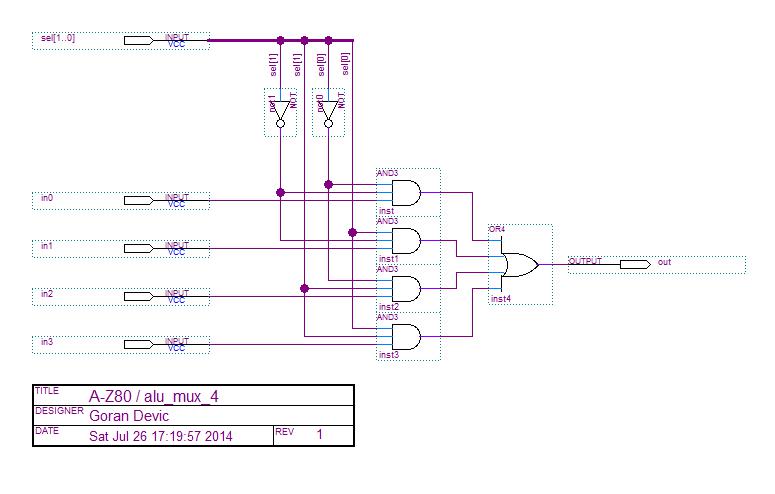 sel[1..0] INPUT
VCC
sel[1] sel[1] sel[0] sel[0]
not1 NOT not0 NOT
AND3
in0 INPUT
VCC
inst
AND3
in1 INPUT
VCC
inst1
OR4
AND3
OUTPUT out
in2 INPUT
VCC
inst2
inst4
AND3
in3 INPUT
VCC
inst3
TITLE A-Z80 / alu_mux_4
DESIGNER Goran Devic
DATE Sat Jul 26 17:19:57 2014 REV 1